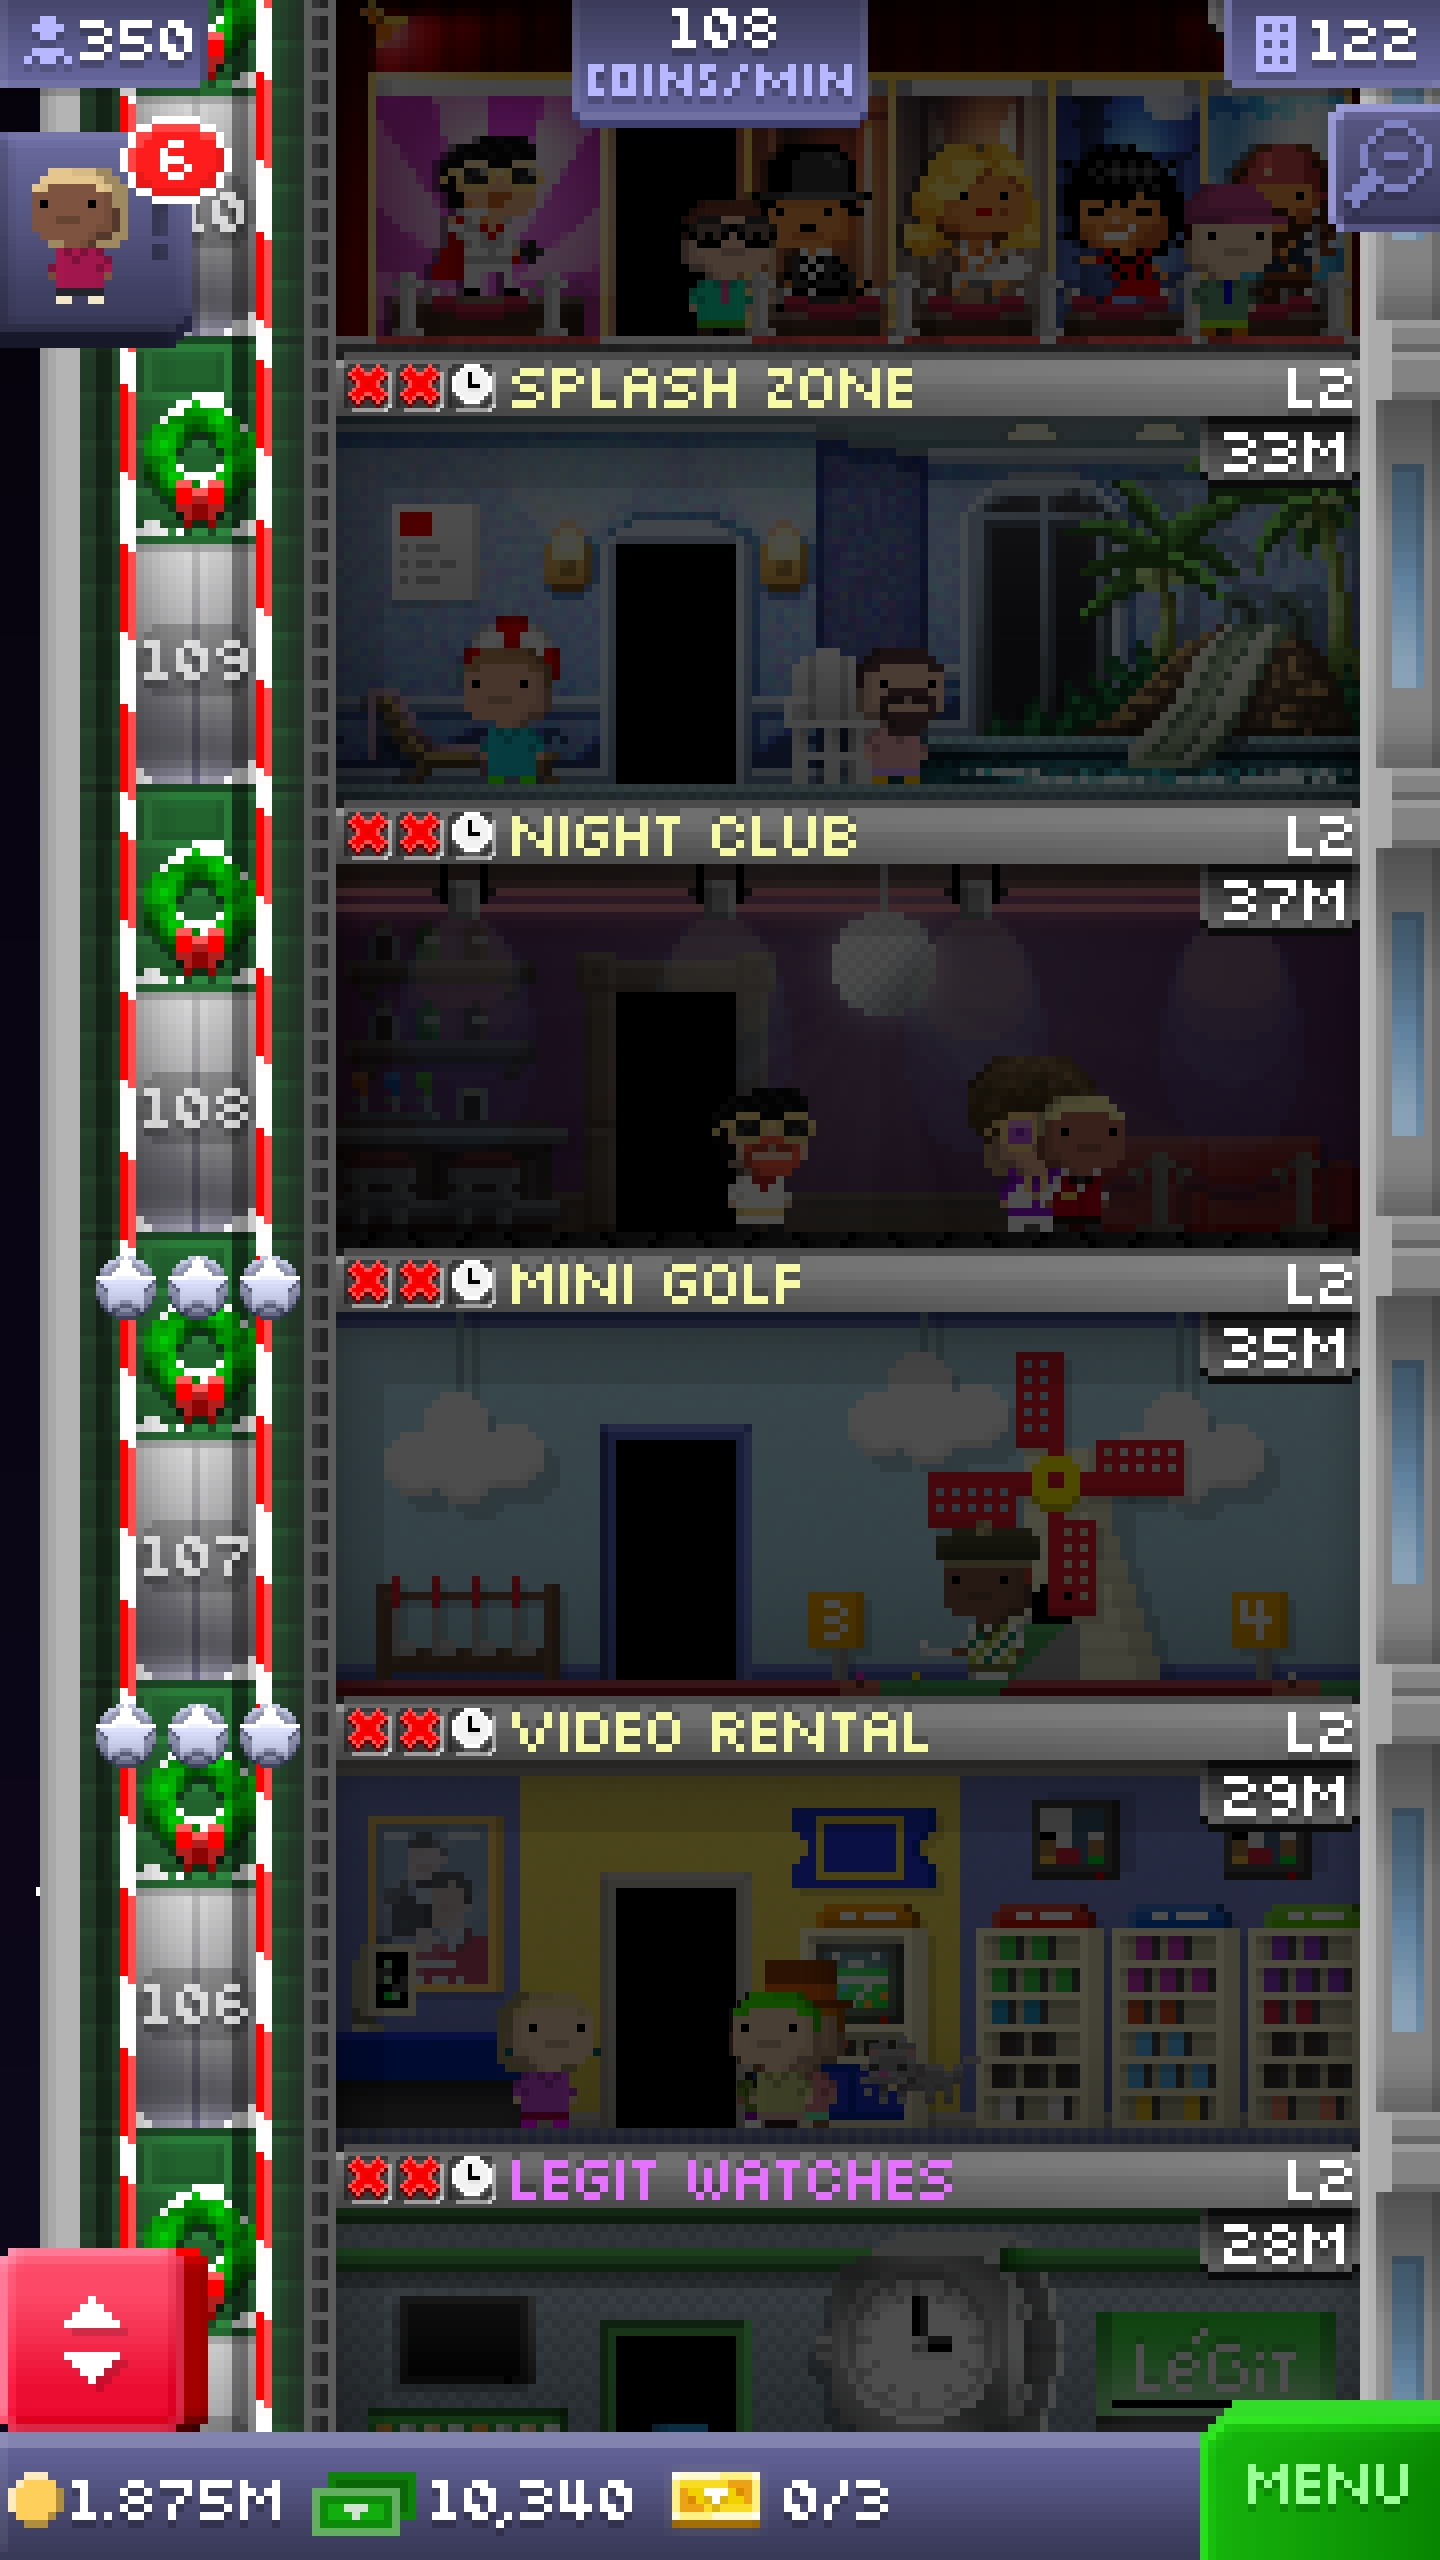 350
108
COINS/MIN
122
6
10
SPLASH ZONE
L2
33M
109
NIGHT CLUB
L2
37M
108
MINI GOLF
L2
35M
107
3
4
VIDEO RENTAL
L2
29M
106
LEGIT WATCHES
L2
28M
LéGiT
1.875M
10,340
0/3
MENU